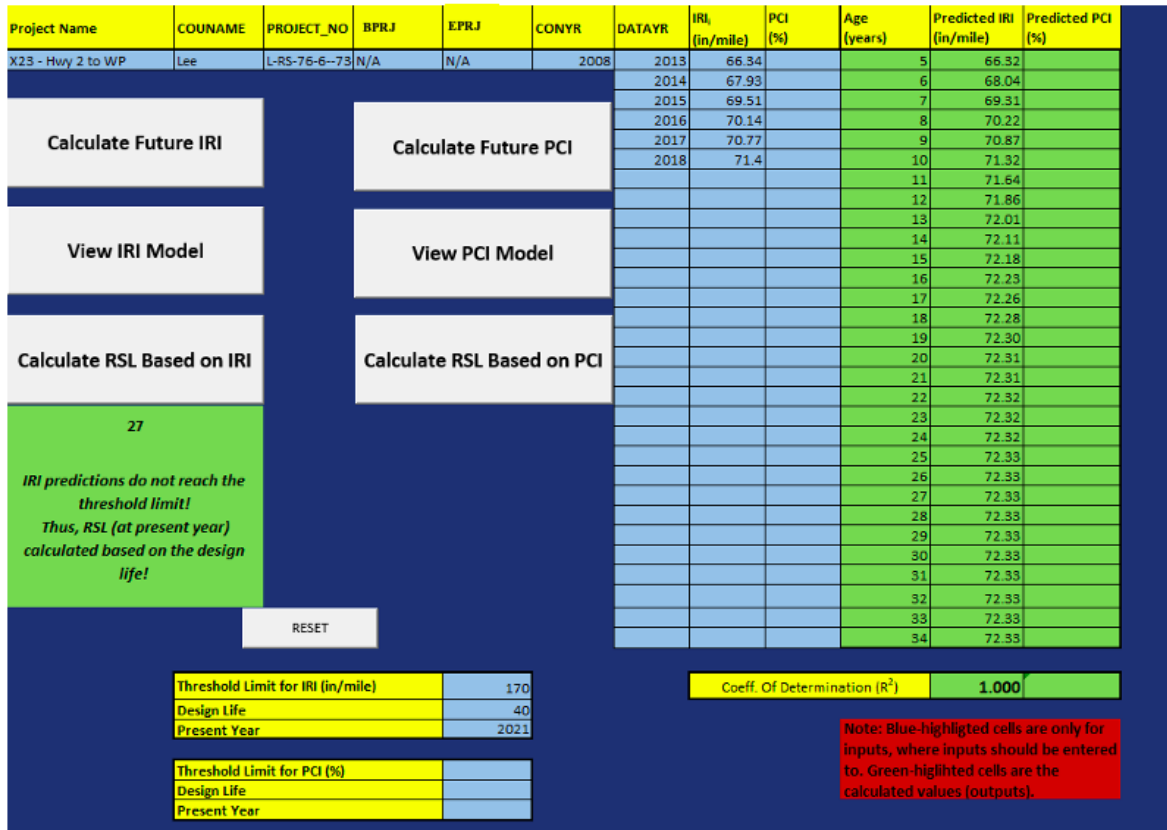 Project Name COUNAME PROJECT_NO BPRJ EPRJ CONYR DATAYR IRIi (in/mile) PCI (%) Age (years) Predicted IRI (in/mile) Predicted PCI (%)
X23 - Hwy 2 to WP Lee L-RS-76-6--73 N/A N/A 2008 2013 66.34 5 66.32
2014 67.93 6 68.04
2015 69.51 7 69.31
2016 70.14 8 70.22
2017 70.77 9 70.87
2018 71.4 10 71.32
11 71.64
12 71.86
13 72.01
14 72.11
15 72.18
16 72.23
17 72.26
18 72.28
19 72.30
20 72.31
21 72.31
22 72.32
23 72.32
24 72.32
25 72.33
26 72.33
27 72.33
28 72.33
29 72.33
30 72.33
31 72.33
32 72.33
33 72.33
34 72.33
Calculate Future IRI
Calculate Future PCI
View IRI Model
View PCI Model
Calculate RSL Based on IRI
Calculate RSL Based on PCI
27
IRI predictions do not reach the
threshold limit!
Thus, RSL (at present year)
calculated based on the design
life!
RESET
Threshold Limit for IRI (in/mile) 170
Design Life 40
Present Year 2021
Threshold Limit for PCI (%)
Design Life
Present Year
Coeff. Of Determination (R²) 1.000
Note: Blue-highligted cells are only for
inputs, where inputs should be entered
to. Green-higlihted cells are the
calculated values (outputs).